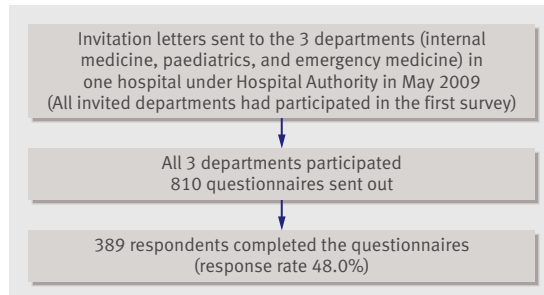 Invitation letters sent to the 3 departments (internal
medicine, paediatrics, and emergency medicine) in
one hospital under Hospital Authority in May 2009
(All invited departments had participated in the first survey)
All 3 departments participated
810 questionnaires sent out
389 respondents completed the questionnaires
(response rate 48.0%)